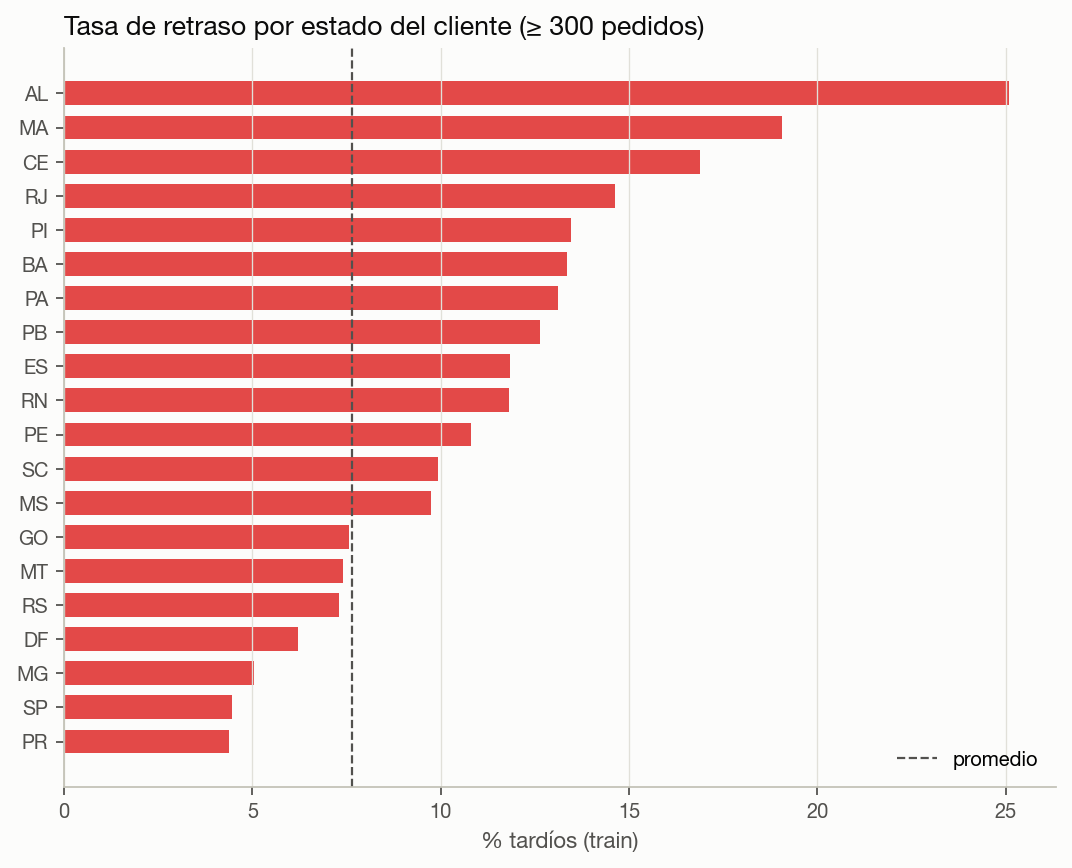 Tasa de retraso por estado del cliente (≥ 300 pedidos)
AL
MA
CE
RJ
PI
BA
PA
PB
ES
RN
PE
SC
MS
GO
MT
RS
DF
MG
SP
PR
promedio
0 5 10 15 20 25
% tardíos (train)